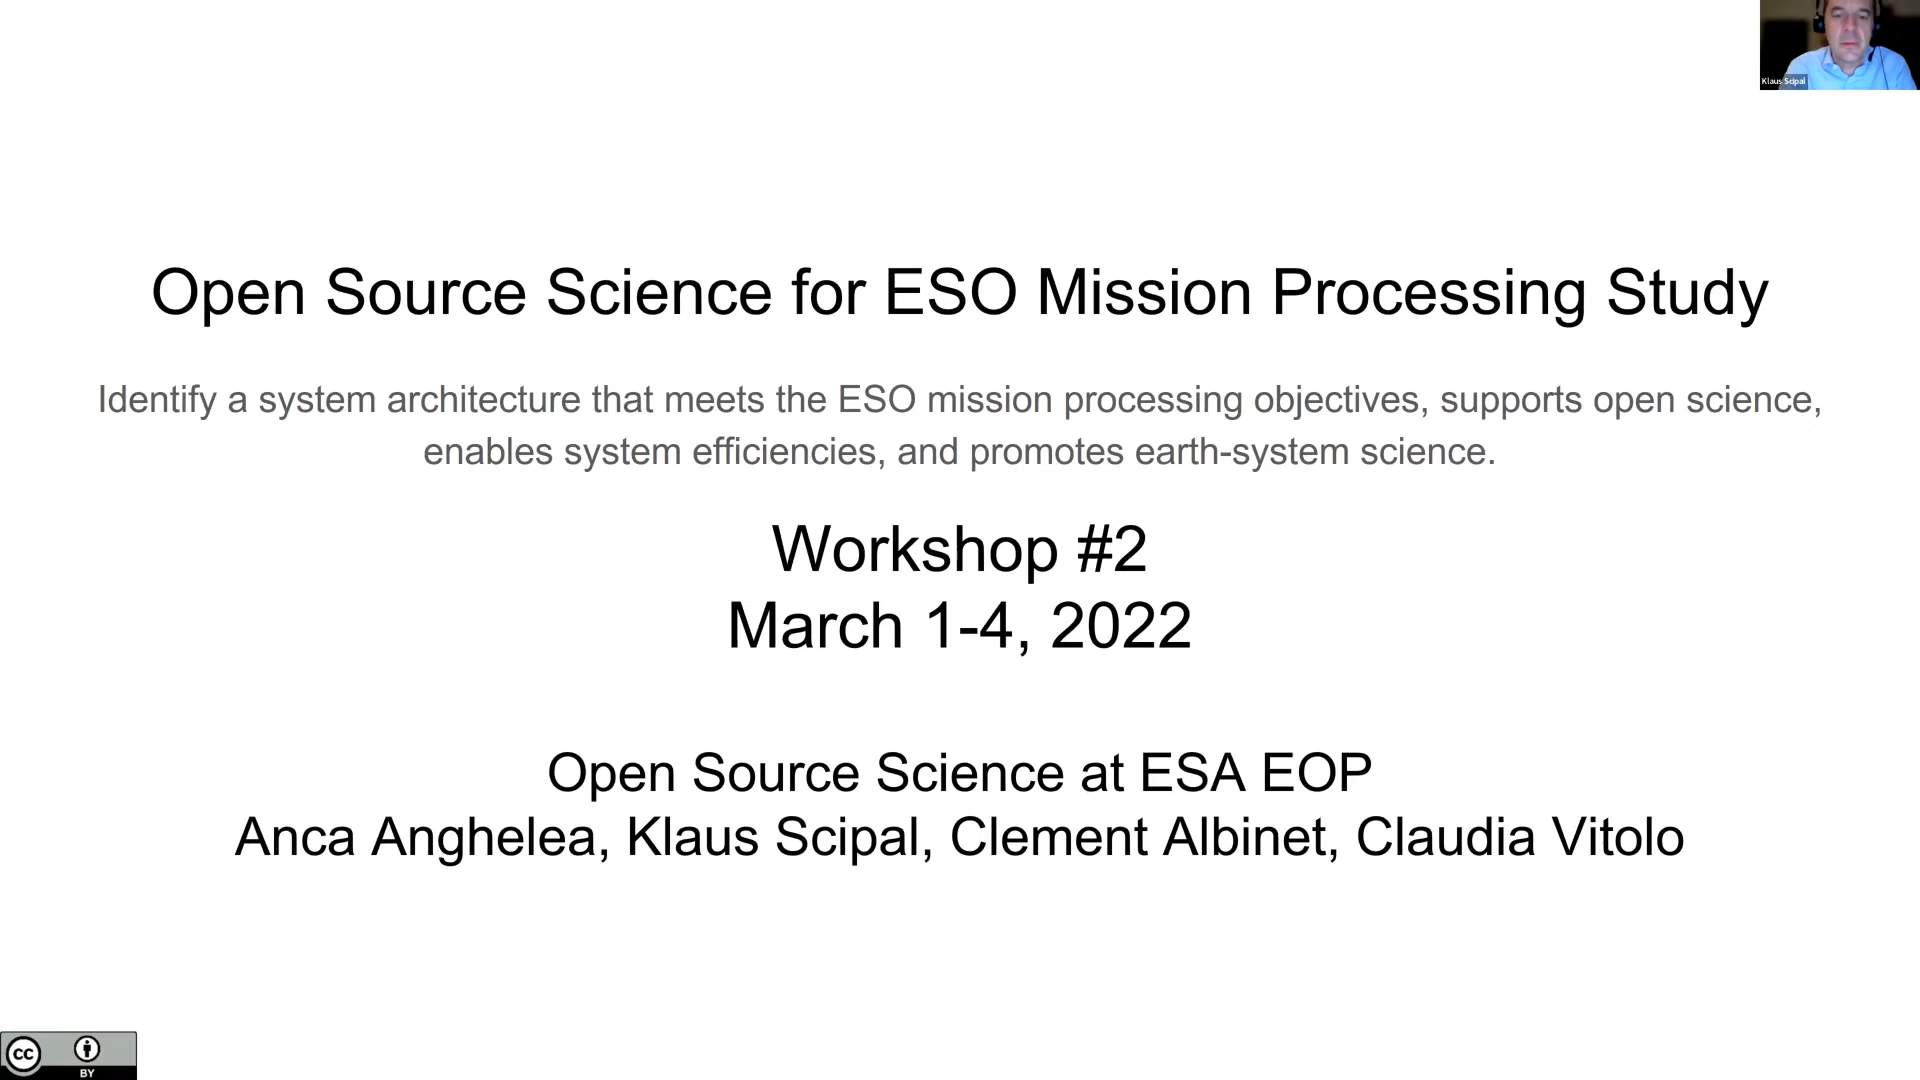 Klaus Scipal
Open Source Science for ESO Mission Processing Study
Identify a system architecture that meets the ESO mission processing objectives, supports open science,
enables system efficiencies, and promotes earth-system science.
Workshop #2
March 1-4, 2022
Open Source Science at ESA EOP
Anca Anghelea, Klaus Scipal, Clement Albinet, Claudia Vitolo
cc
BY